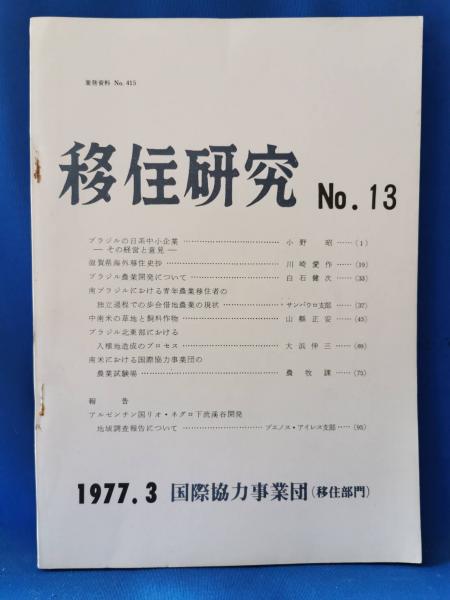 業務資料 No. 415
移住研究 No. 13
ブラジルの日系中小企業 …… 小野 昭 ……(1)
― その経営と意見 ―
滋賀県海外移住史抄 …… 川崎愛作 ……(19)
ブラジル農業開発について …… 白石健次 ……(33)
南ブラジルにおける青年農業移住者の
独立過程での歩合借地農業の現状 …… サンパウロ支部 ……(37)
中南米の草地と飼料作物 …… 山縣正安 ……(45)
ブラジル北東部における
入植地造成のプロセス …… 大浜伸三 ……(69)
南米における国際協力事業団の
農業試験場 …… 農牧課 ……(75)
報告
アルゼンチン国リオ・ネグロ下流渓谷開発
地域調査報告について …… ブエノス・アイレス支部 ……(95)
1977.3 国際協力事業団(移住部門)